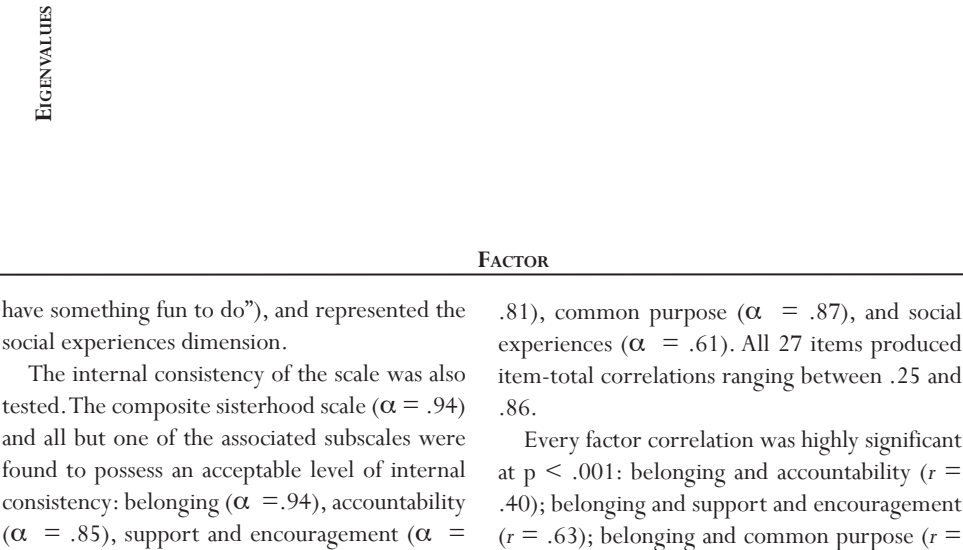 EIGENVALUES
FACTOR
have something fun to do”), and represented the
social experiences dimension.
The internal consistency of the scale was also
tested. The composite sisterhood scale (α = .94)
and all but one of the associated subscales were
found to possess an acceptable level of internal
consistency: belonging (α =.94), accountability
(α = .85), support and encouragement (α =
.81), common purpose (α = .87), and social
experiences (α = .61). All 27 items produced
item-total correlations ranging between .25 and
.86.
Every factor correlation was highly significant
at p < .001: belonging and accountability (r =
.40); belonging and support and encouragement
(r = .63); belonging and common purpose (r =